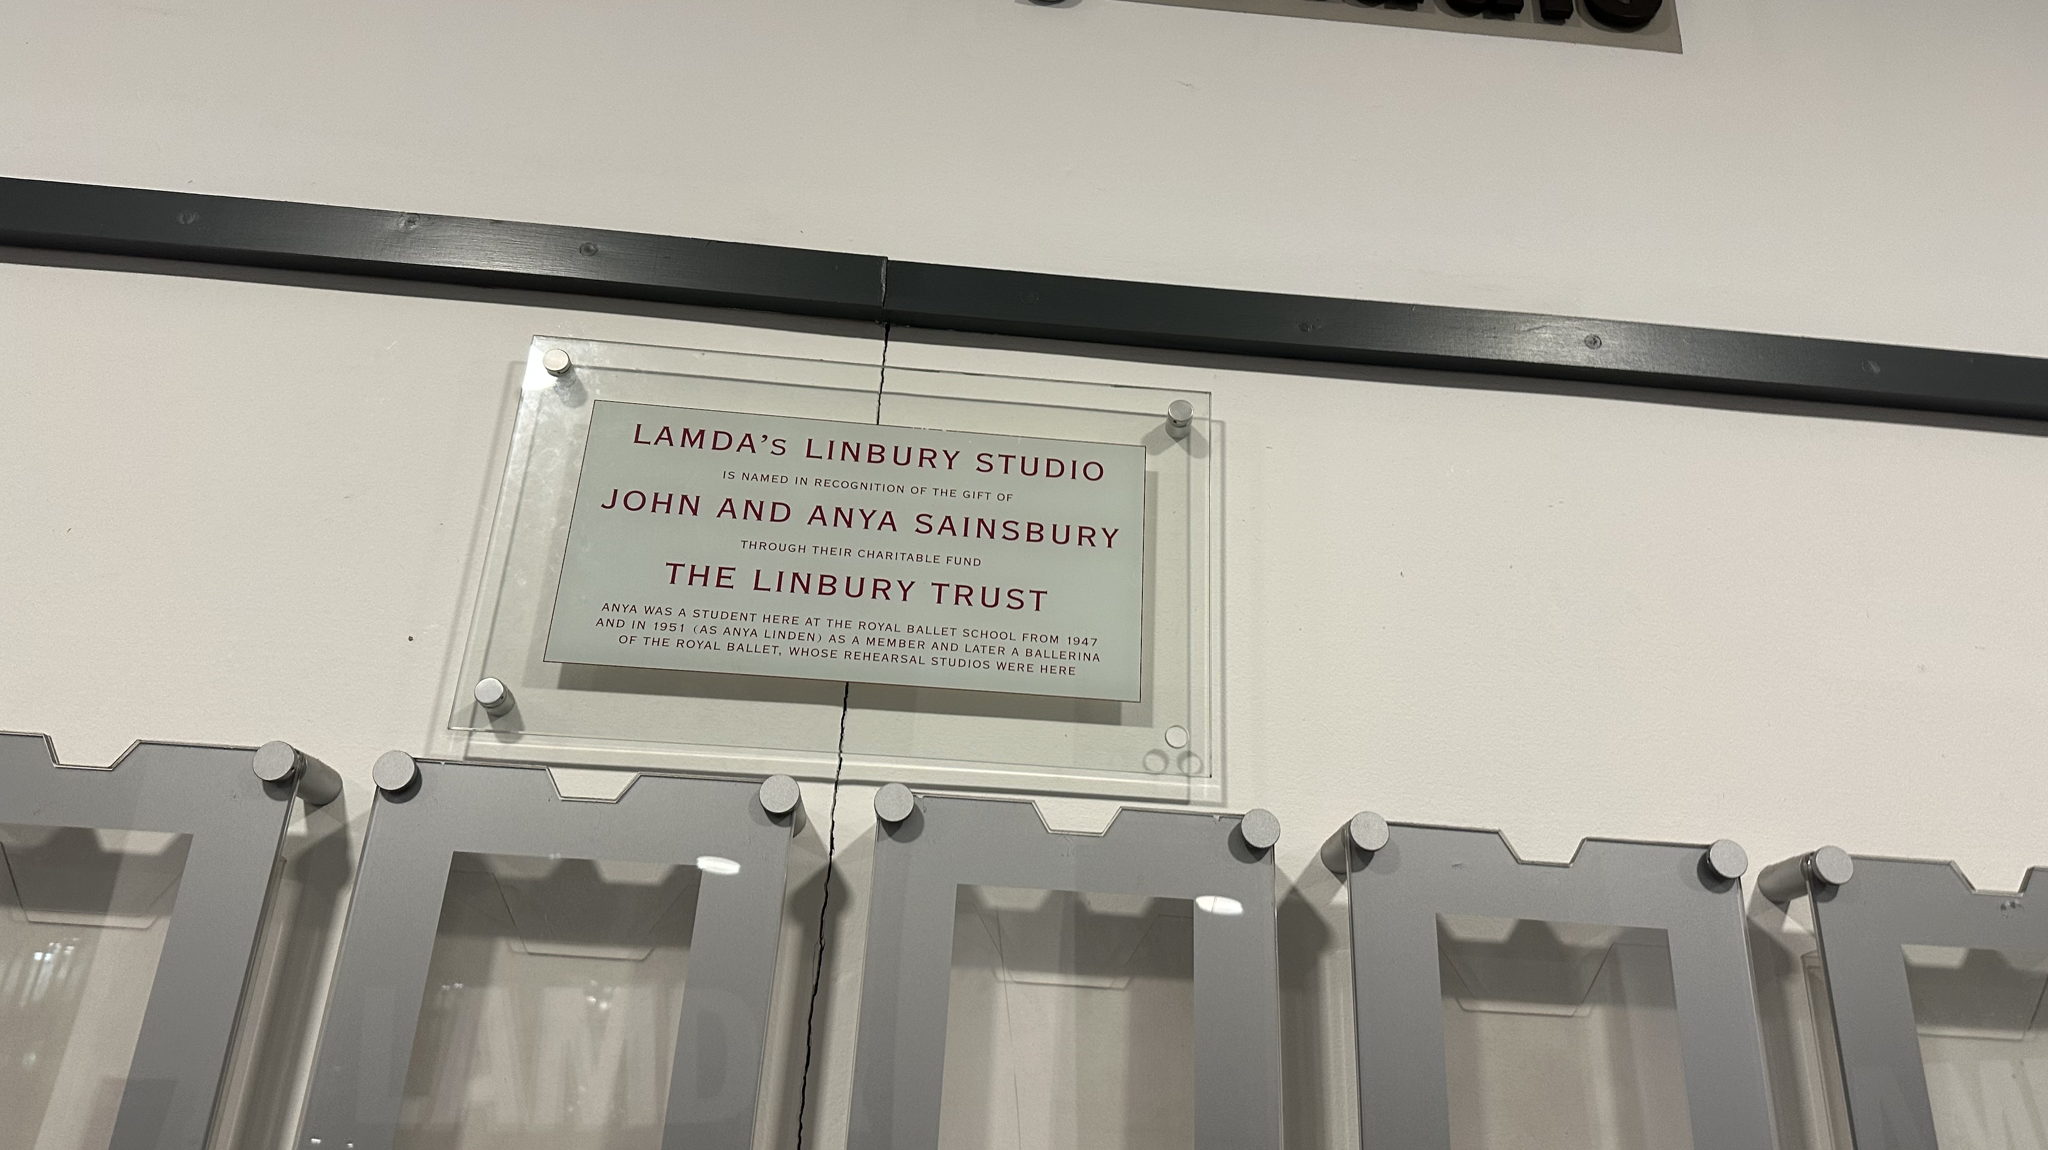 LAMDA'S LINBURY STUDIO
IS NAMED IN RECOGNITION OF THE GIFT OF
JOHN AND ANYA SAINSBURY
THROUGH THEIR CHARITABLE FUND
THE LINBURY TRUST
ANYA WAS A STUDENT HERE AT THE ROYAL BALLET SCHOOL FROM 1947
AND IN 1951 (AS ANYA LINDEN) AS A MEMBER AND LATER A BALLERINA
OF THE ROYAL BALLET, WHOSE REHEARSAL STUDIOS WERE HERE
LAMD